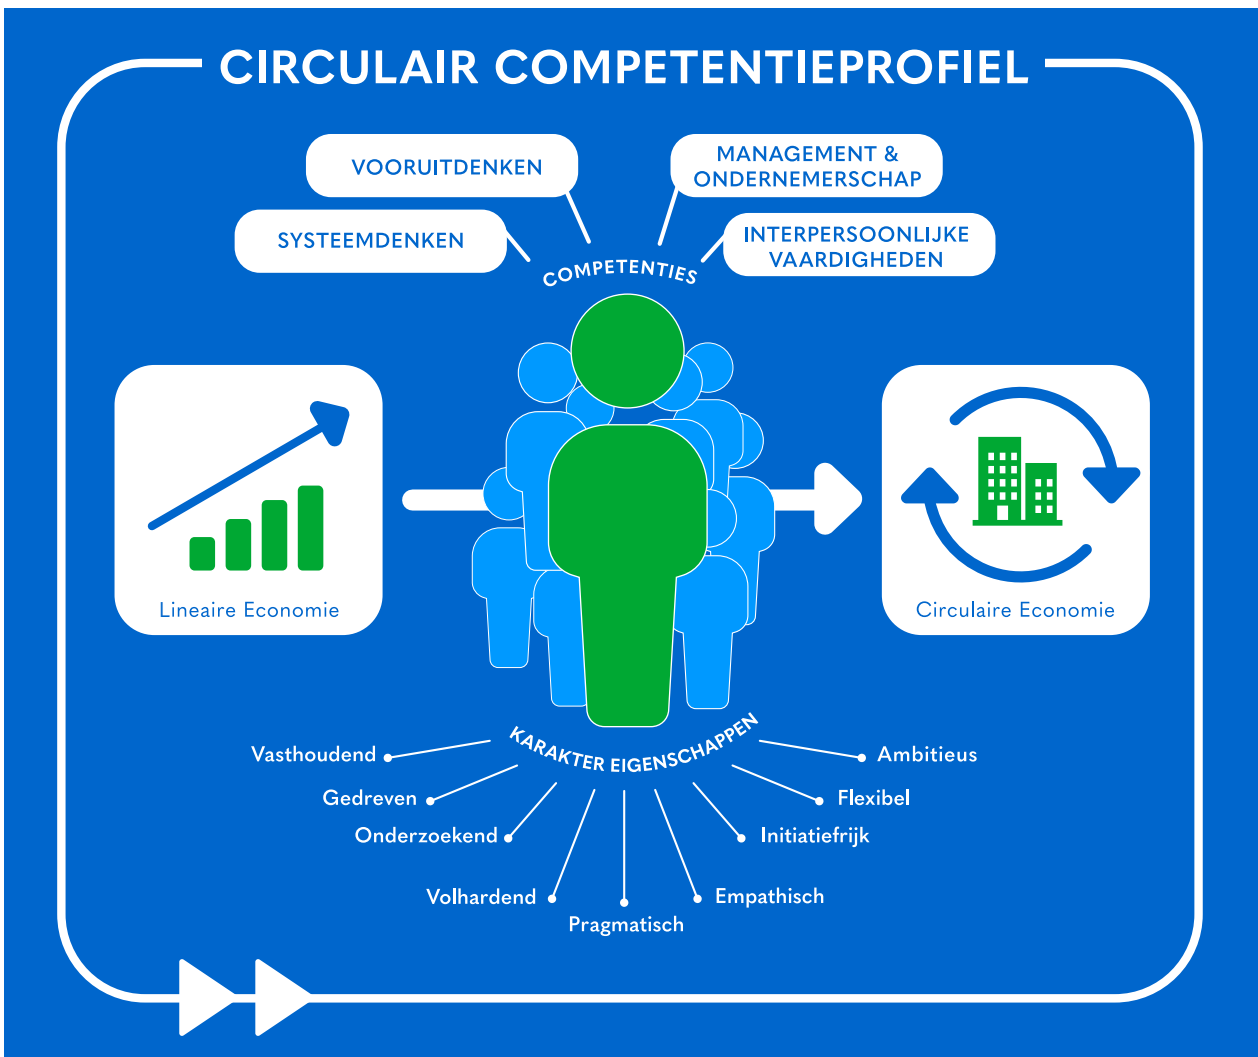 CIRCULAIR COMPETENTIEPROFIEL
VOORUITDENKEN
MANAGEMENT &
ONDERNEMERSCHAP
SYSTEEMDENKEN
INTERPERSOONLIJKE
VAARDIGHEDEN
COMPETENTIES
Lineaire Economie
Circulaire Economie
KARAKTER EIGENSCHAPPEN
Vasthoudend
Ambitieus
Gedreven
Flexibel
Onderzoekend
Initiatiefrijk
Volhardend
Empathisch
Pragmatisch